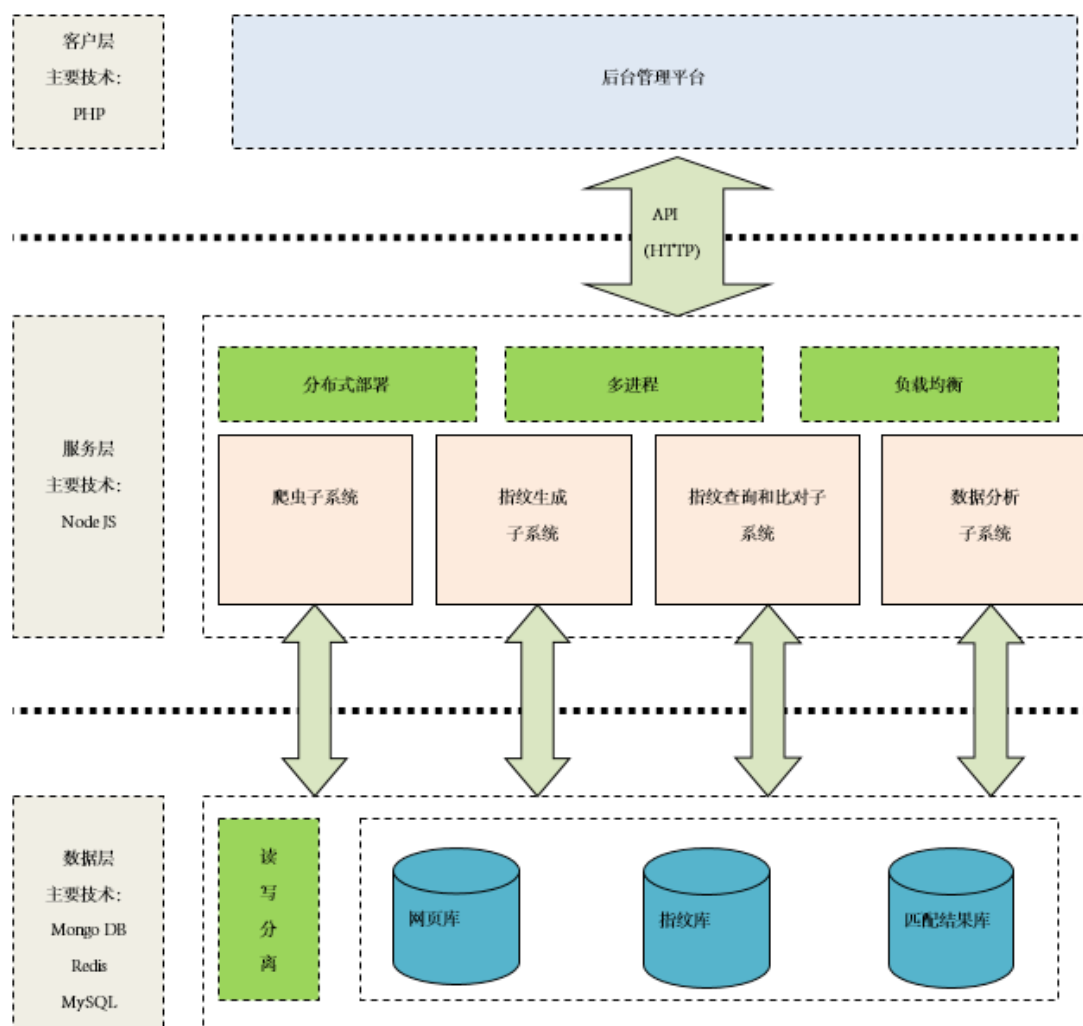 客户层
主要技术：
PHP
后台管理平台
API
(HTTP)
服务层
主要技术：
Node JS
分布式部署
多进程
负载均衡
爬虫子系统
指纹生成
子系统
指纹查询和比对子
系统
数据分析
子系统
数据层
主要技术：
Mongo DB
Redis
MySQL
读
写
分
离
网页库
指纹库
匹配结果库